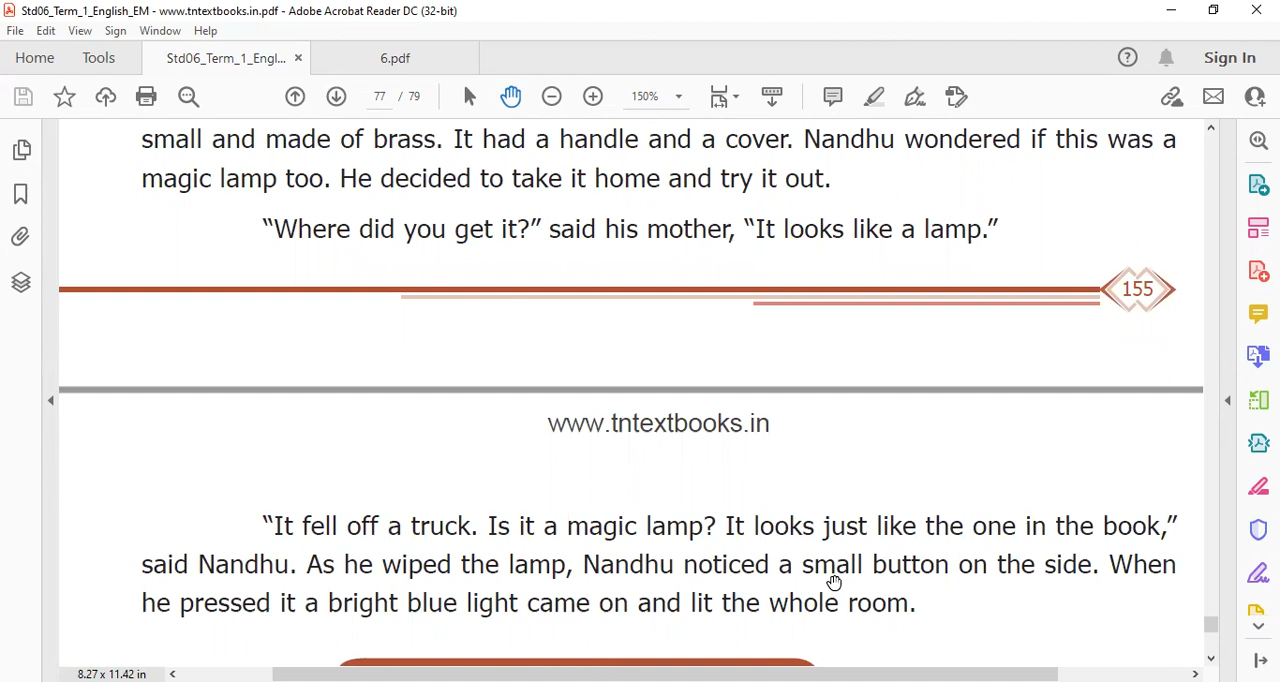 Std06_Term_1_English_EM - www.tntextbooks.in.pdf - Adobe Acrobat Reader DC (32-bit)
File Edit View Sign Window Help
Home Tools Std06_Term_1_Engl... × 6.pdf Sign In
77 / 79 150%
small and made of brass. It had a handle and a cover. Nandhu wondered if this was a
magic lamp too. He decided to take it home and try it out.
“Where did you get it?” said his mother, “It looks like a lamp.”
155
www.tntextbooks.in
“It fell off a truck. Is it a magic lamp? It looks just like the one in the book,”
said Nandhu. As he wiped the lamp, Nandhu noticed a small button on the side. When
he pressed it a bright blue light came on and lit the whole room.
8.27 x 11.42 in